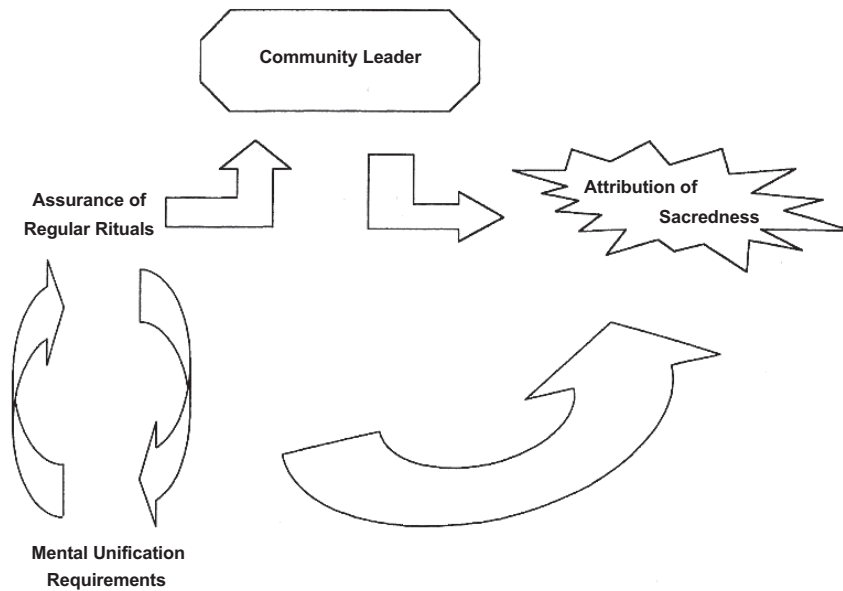 Community Leader
Assurance of
Regular Rituals
Attribution of
Sacredness
Mental Unification
Requirements